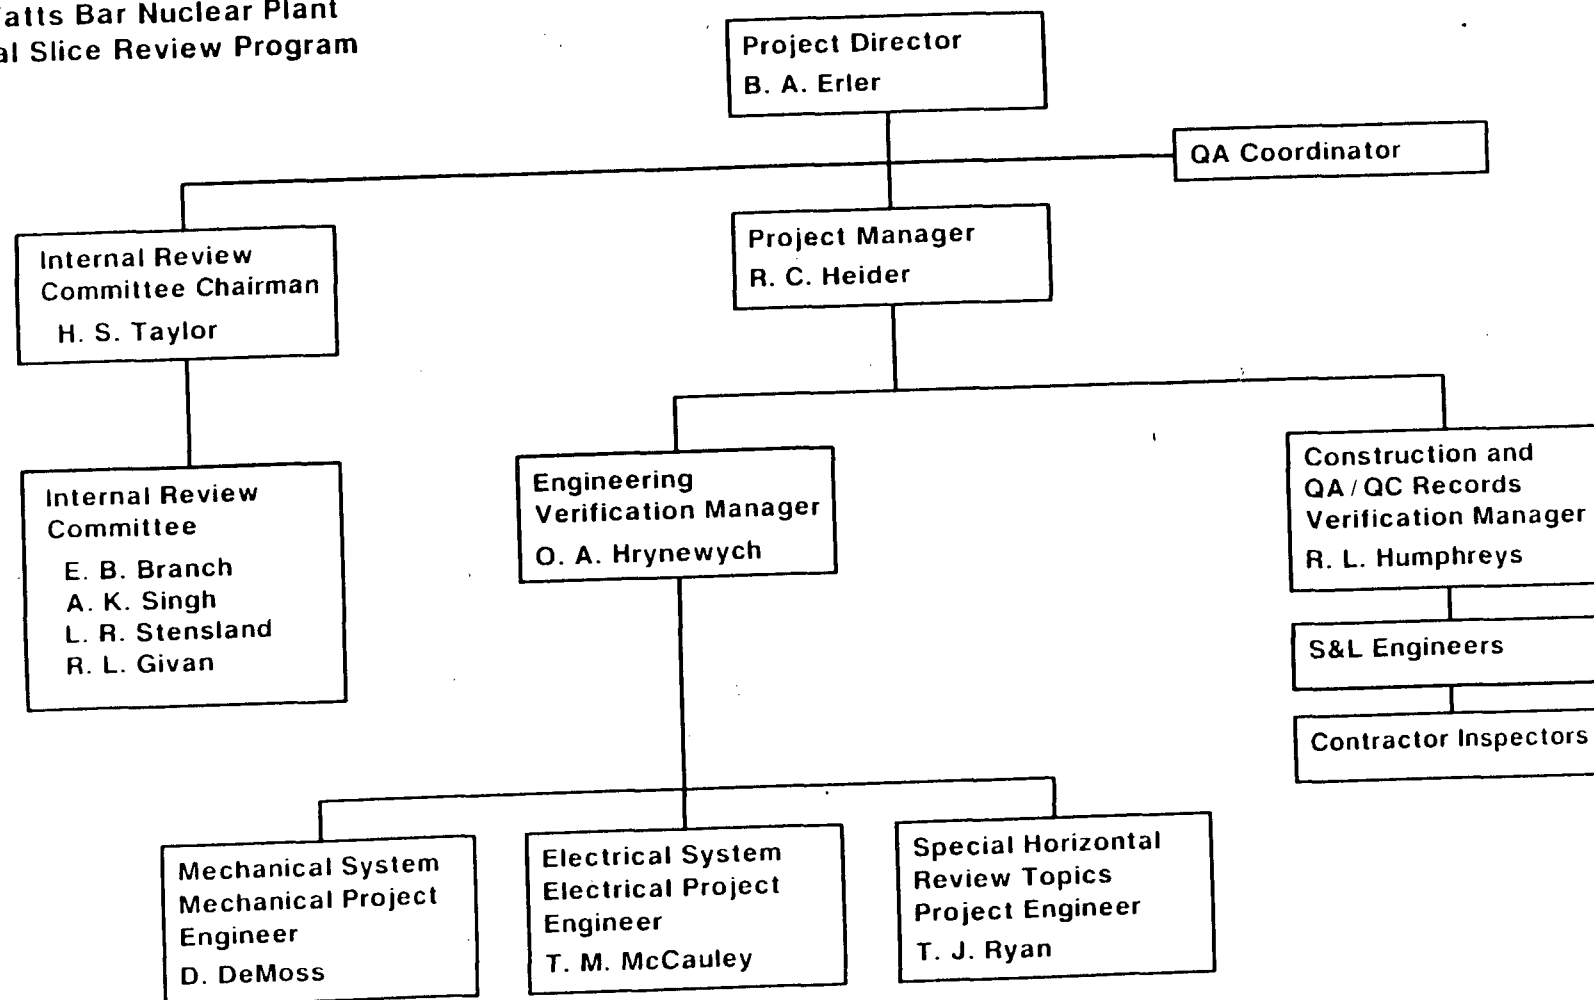 Watts Bar Nuclear Plant
Slice Review Program
Project Director
B. A. Erler
QA Coordinator
Internal Review
Committee Chairman
H. S. Taylor
Project Manager
R. C. Heider
Internal Review
Committee
E. B. Branch
A. K. Singh
L. R. Stensland
R. L. Givan
Engineering
Verification Manager
O. A. Hrynewych
Construction and
QA / QC Records
Verification Manager
R. L. Humphreys
S&L Engineers
Contractor Inspectors
Mechanical System
Mechanical Project
Engineer
D. DeMoss
Electrical System
Electrical Project
Engineer
T. M. McCauley
Special Horizontal
Review Topics
Project Engineer
T. J. Ryan